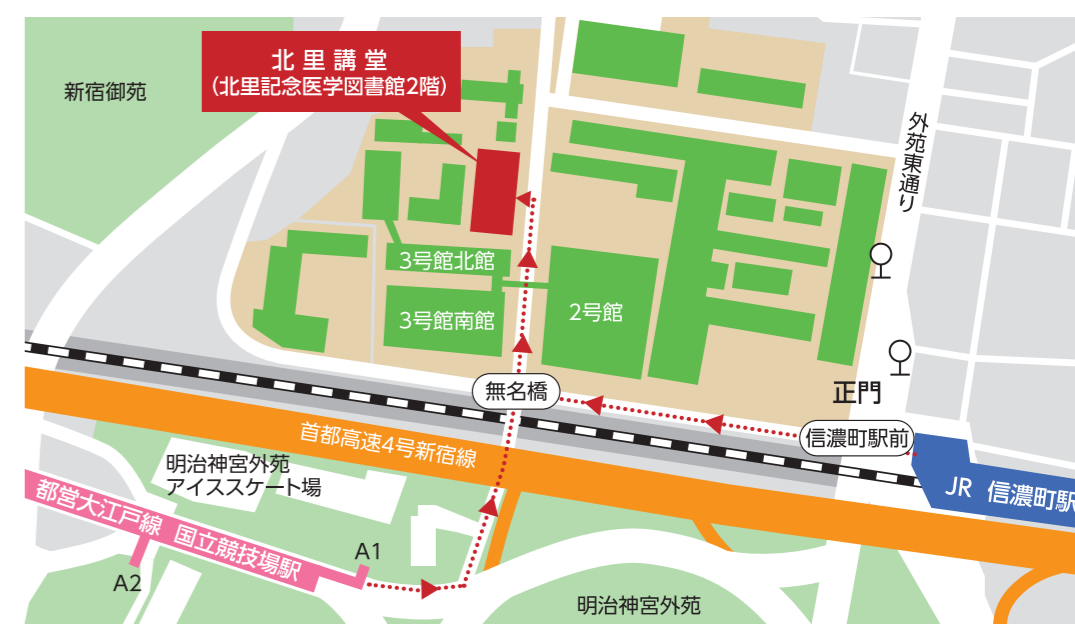 北里講堂
(北里記念医学図書館2階)
新宿御苑
外苑東通り
3号館北館
3号館南館
2号館
無名橋
正門
信濃町駅前
首都高速4号新宿線
JR 信濃町駅
明治神宮外苑
アイススケート場
都営大江戸線 国立競技場駅
A1
A2
明治神宮外苑